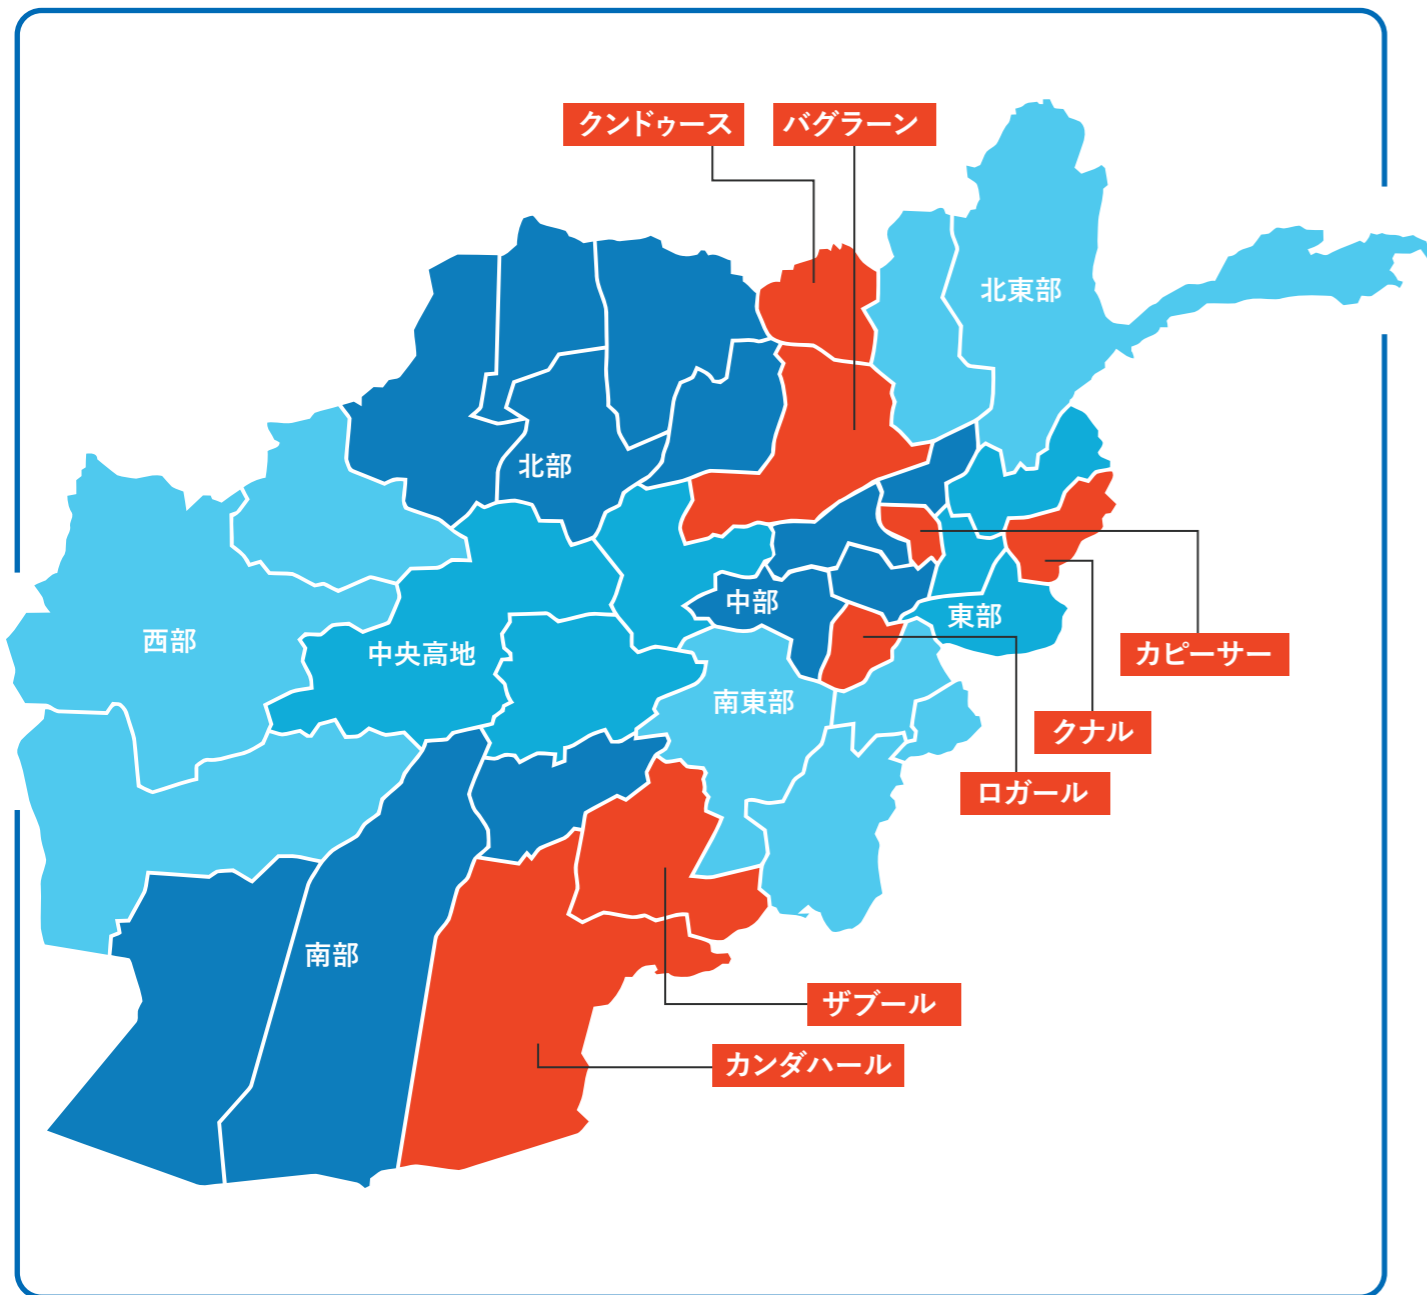 クンドゥース
バグラーン
北東部
北部
中部
東部
西部
中央高地
カピーサー
南東部
クナル
ロガール
南部
ザブール
カンダハール